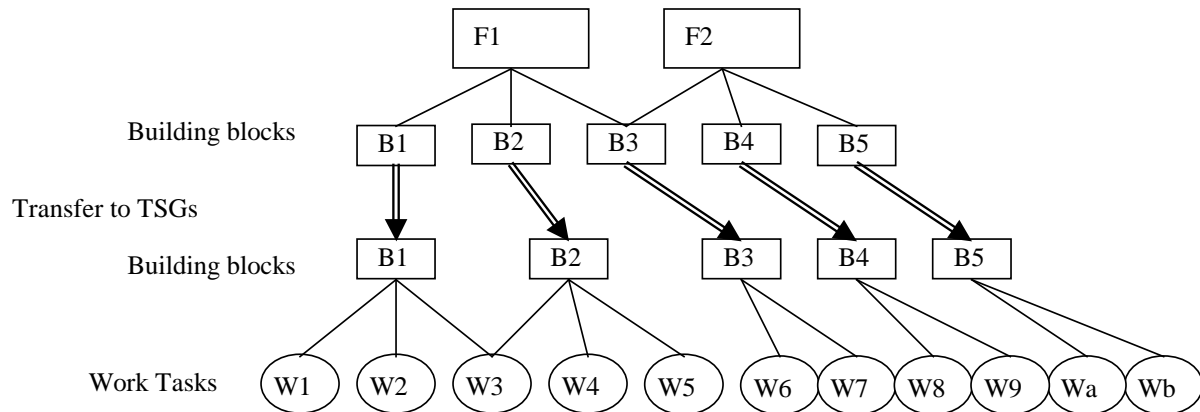 F1 F2
Building blocks B1 B2 B3 B4 B5
Transfer to TSGs
Building blocks B1 B2 B3 B4 B5
Work Tasks W1 W2 W3 W4 W5 W6 W7 W8 W9 Wa Wb